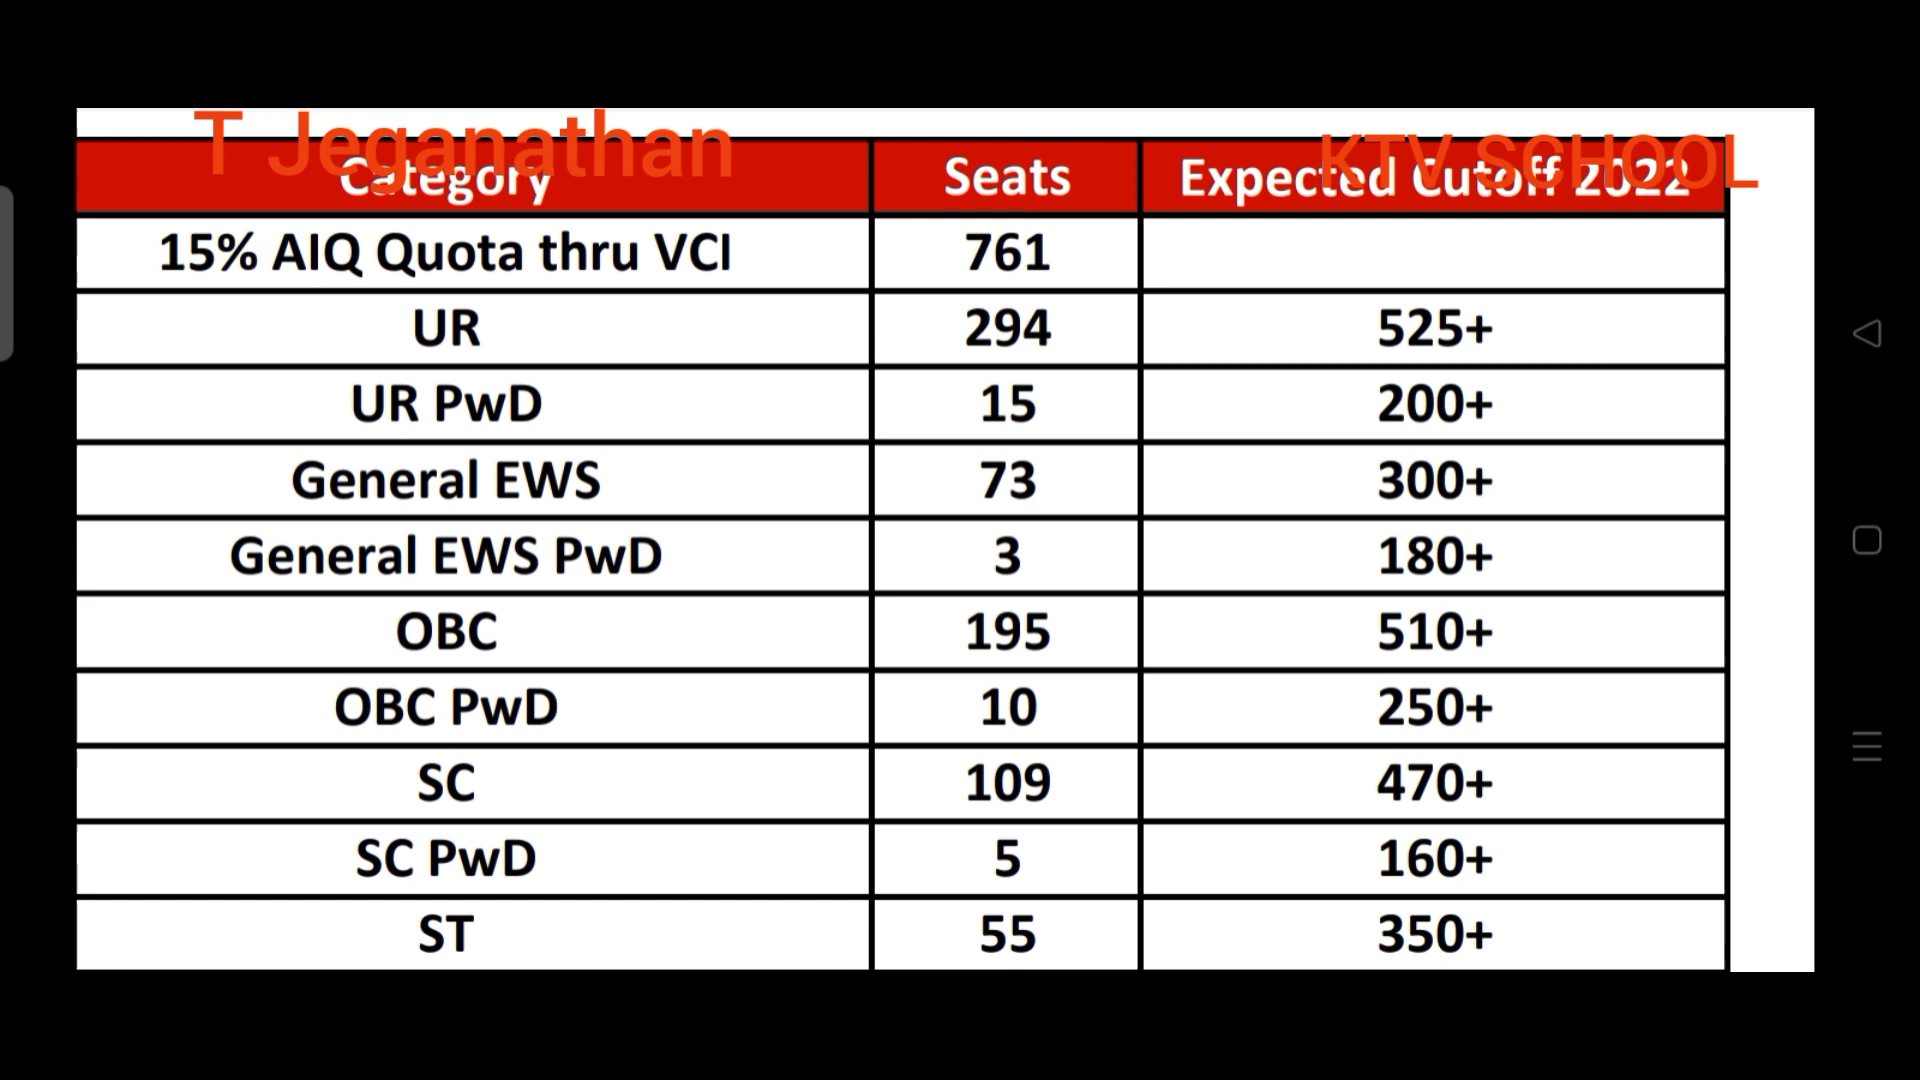 T Jeganathan
KTV SCHOOL
Category Seats Expected Cutoff 2022
15% AIQ Quota thru VCI 761
UR 294 525+
UR PwD 15 200+
General EWS 73 300+
General EWS PwD 3 180+
OBC 195 510+
OBC PwD 10 250+
SC 109 470+
SC PwD 5 160+
ST 55 350+